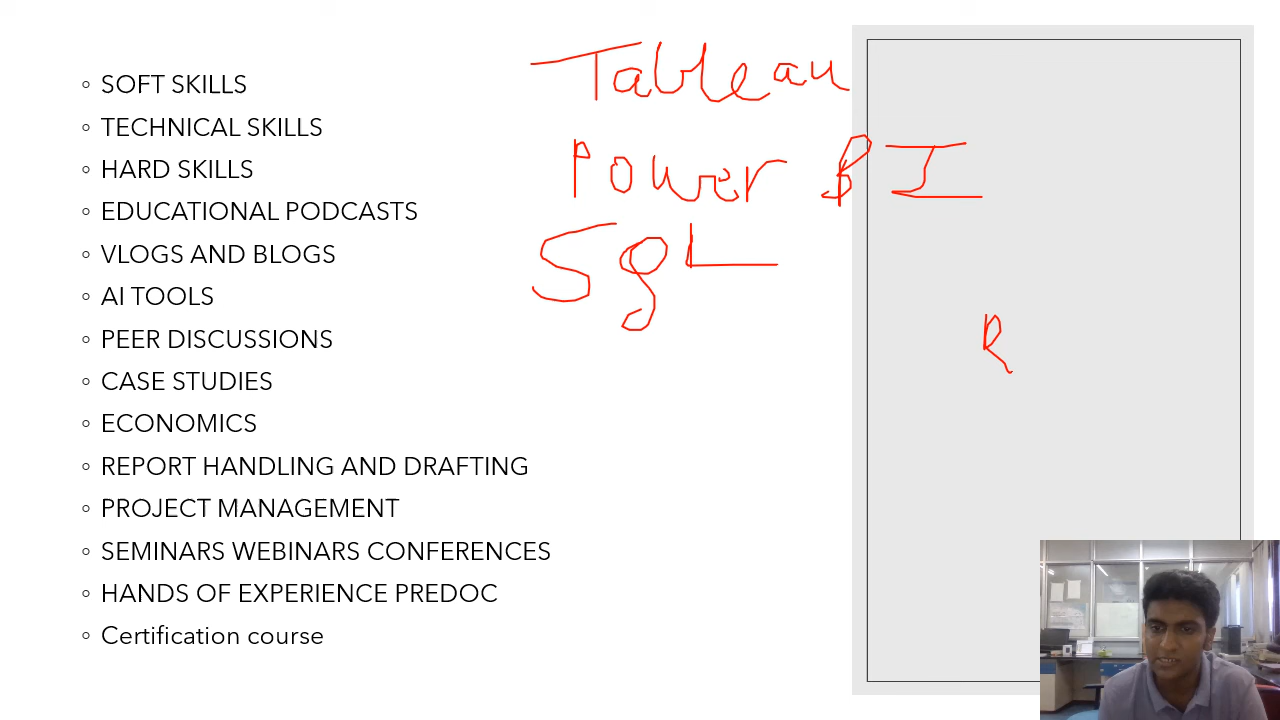 SOFT SKILLS
TECHNICAL SKILLS
HARD SKILLS
EDUCATIONAL PODCASTS
VLOGS AND BLOGS
AI TOOLS
PEER DISCUSSIONS
CASE STUDIES
ECONOMICS
REPORT HANDLING AND DRAFTING
PROJECT MANAGEMENT
SEMINARS WEBINARS CONFERENCES
HANDS OF EXPERIENCE PREDOC
Certification course
Tableau
Power BI
SqL
R